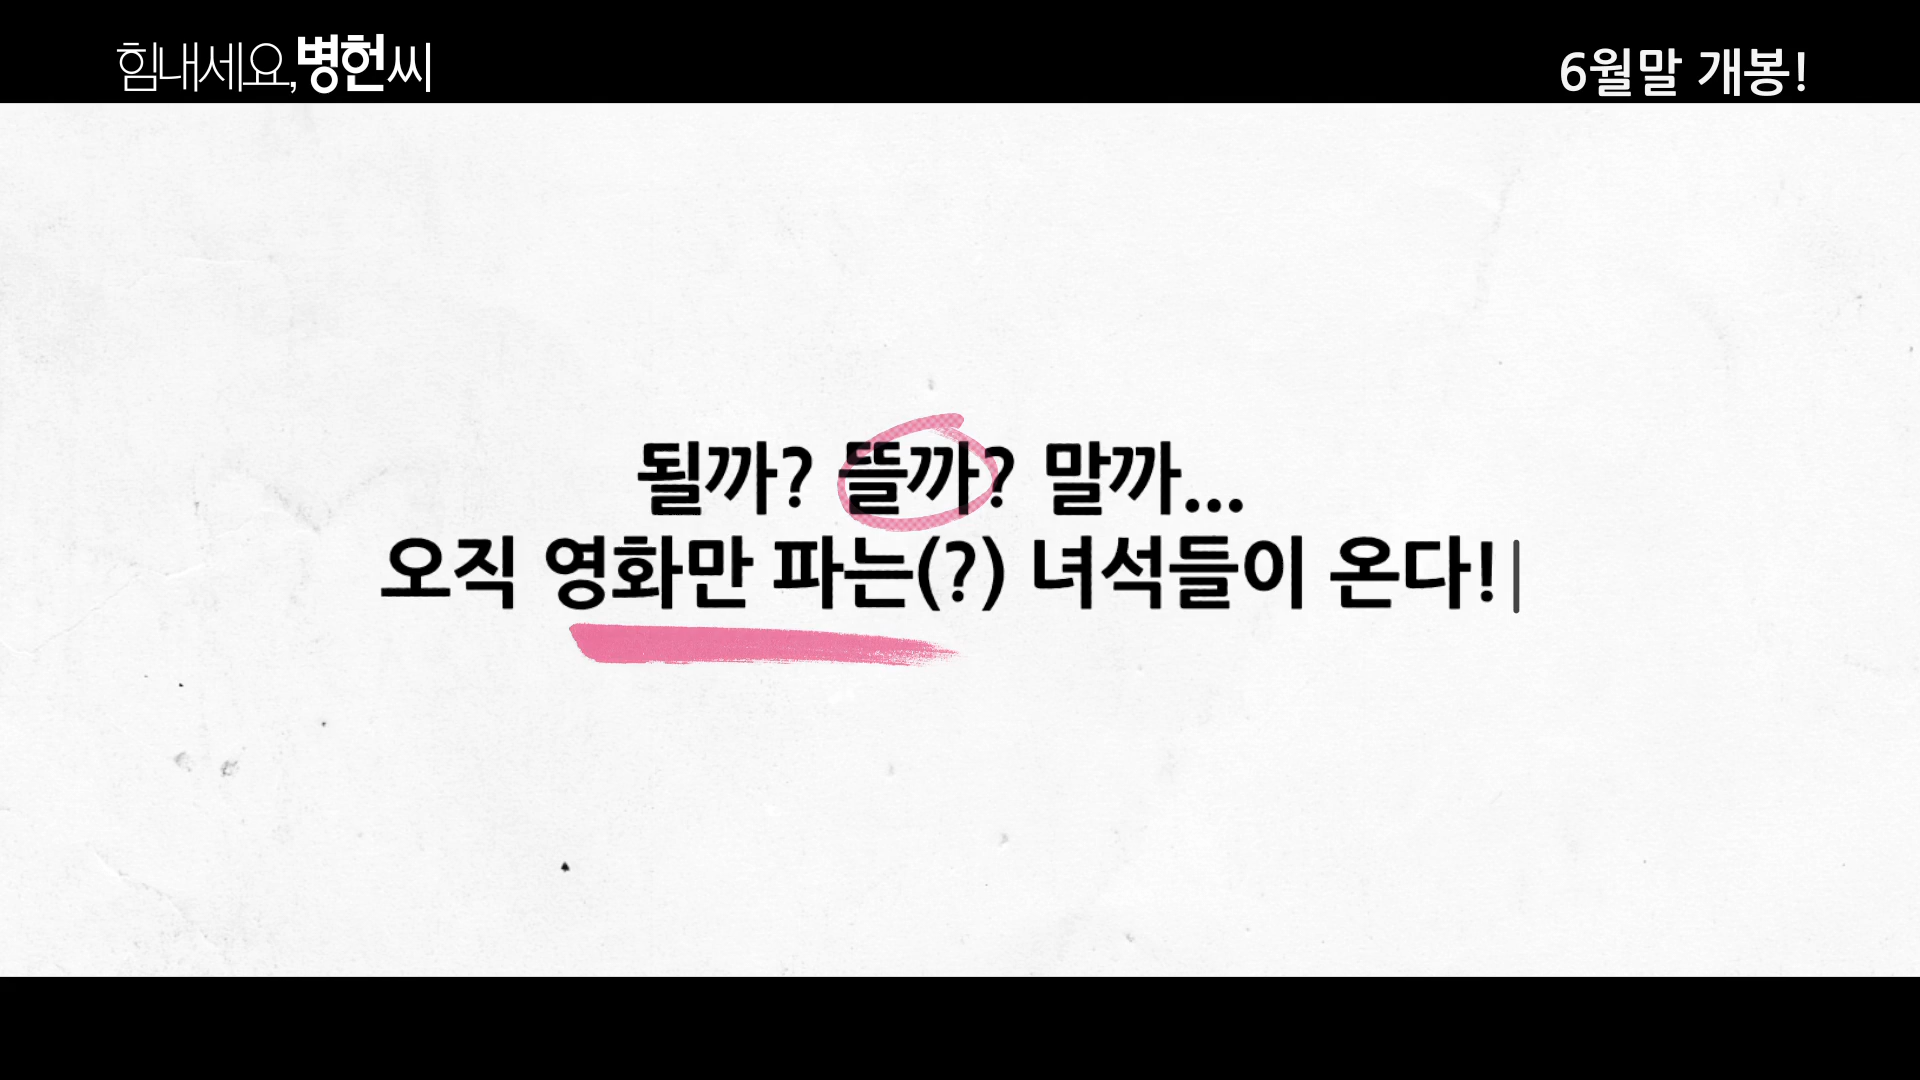 힘내세요, 병헌씨
6월말 개봉!
될까? 뜰까? 말까...
오직 영화만 파는(?) 녀석들이 온다!